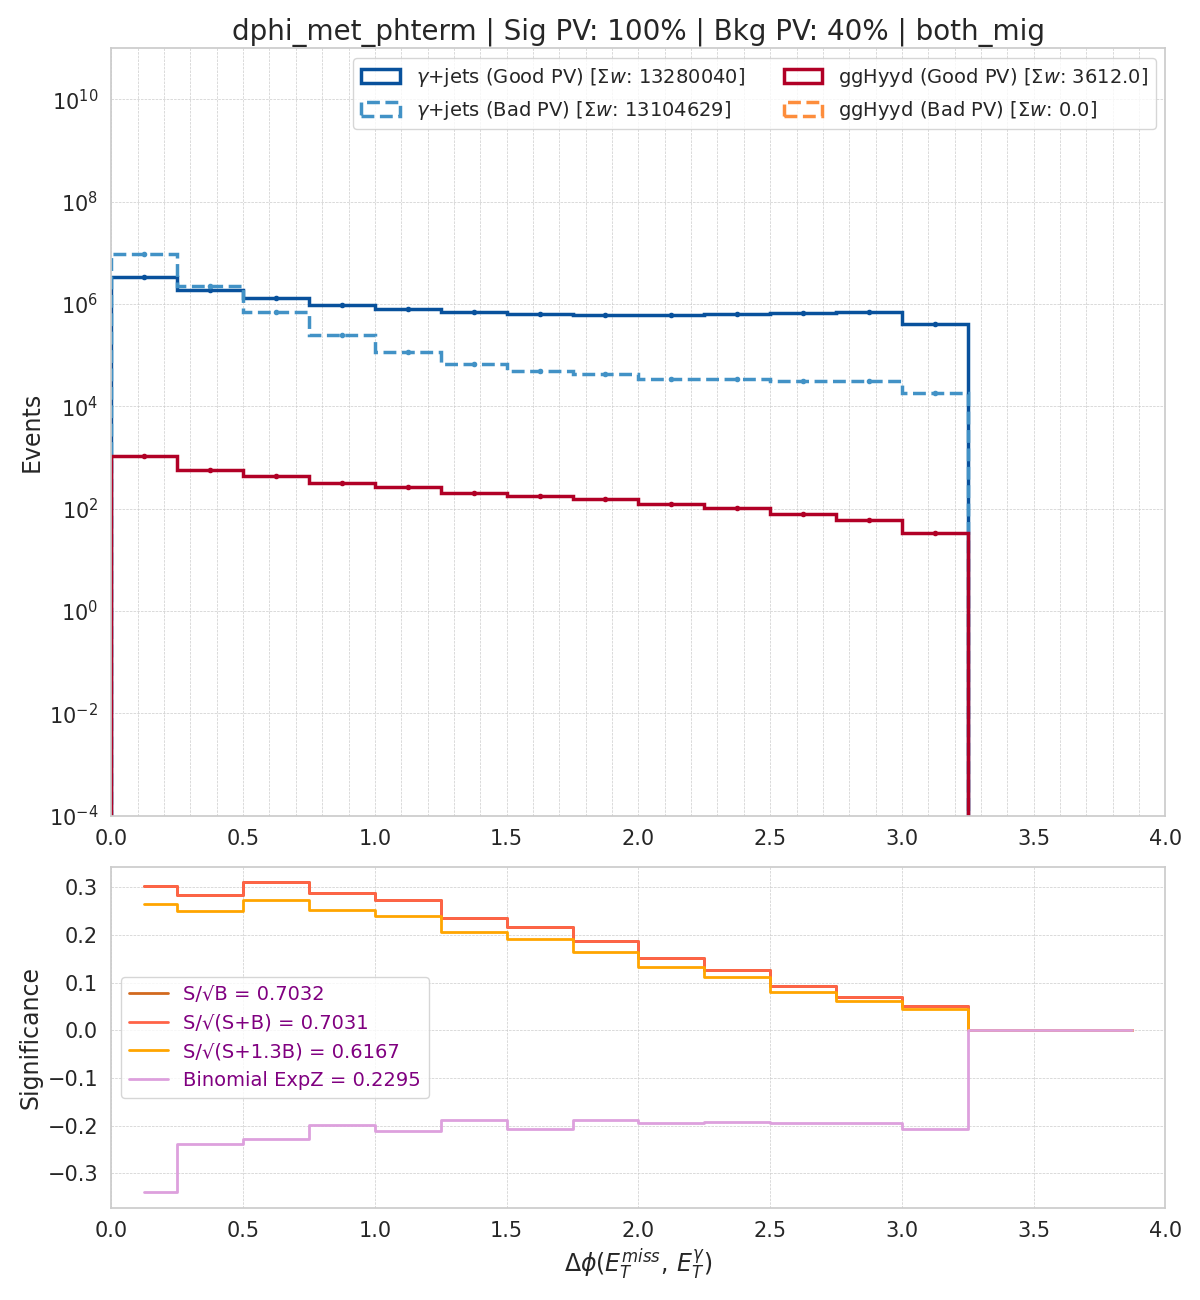 dphi_met_phterm | Sig PV: 100% | Bkg PV: 40% | both_mig
γ+jets (Good PV) [Σw: 13280040]
γ+jets (Bad PV) [Σw: 13104629]
ggHyyd (Good PV) [Σw: 3612.0]
ggHyyd (Bad PV) [Σw: 0.0]
Events
10^10
10^8
10^6
10^4
10^2
10^0
10^−2
10^−4
0.0 0.5 1.0 1.5 2.0 2.5 3.0 3.5 4.0
Significance
0.3
0.2
0.1
0.0
−0.1
−0.2
−0.3
S/√B = 0.7032
S/√(S+B) = 0.7031
S/√(S+1.3B) = 0.6167
Binomial ExpZ = 0.2295
0.0 0.5 1.0 1.5 2.0 2.5 3.0 3.5 4.0
Δϕ(E_T^miss, E_T^γ)